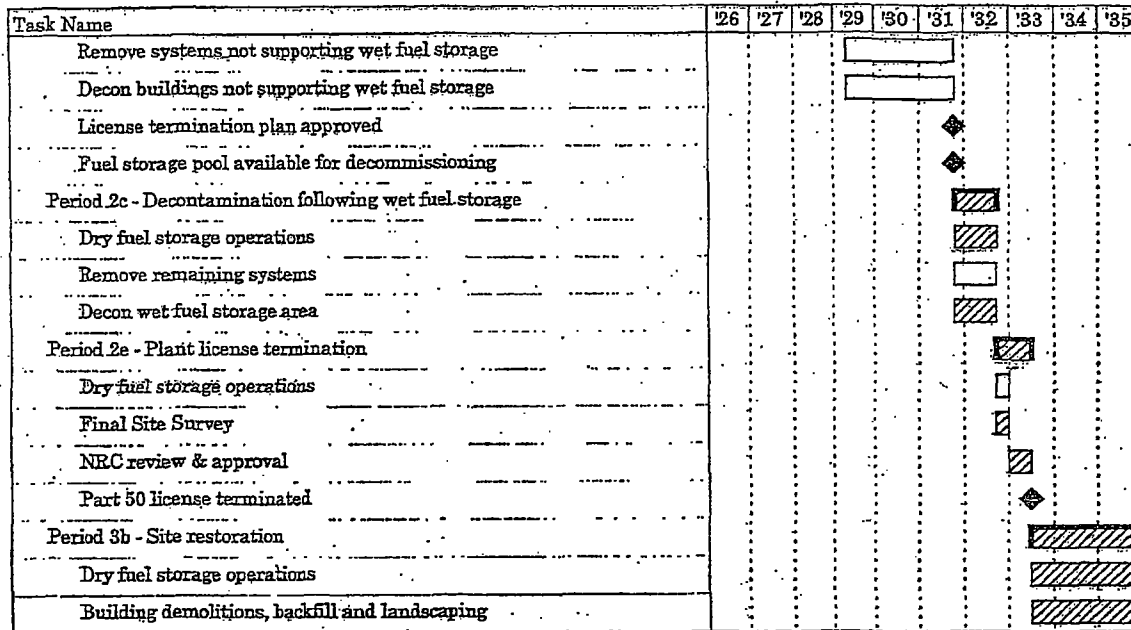 Task Name '26 '27 '28 '29 '30 '31 '32 '33 '34 '35
Remove systems not supporting wet fuel storage
Decon buildings not supporting wet fuel storage
License termination plan approved
Fuel storage pool available for decommissioning
Period 2c - Decontamination following wet fuel storage
Dry fuel storage operations
Remove remaining systems
Decon wet fuel storage area
Period 2e - Plant license termination
Dry fuel storage operations
Final Site Survey
NRC review & approval
Part 50 license terminated
Period 3b - Site restoration
Dry fuel storage operations
Building demolitions, backfill and landscaping